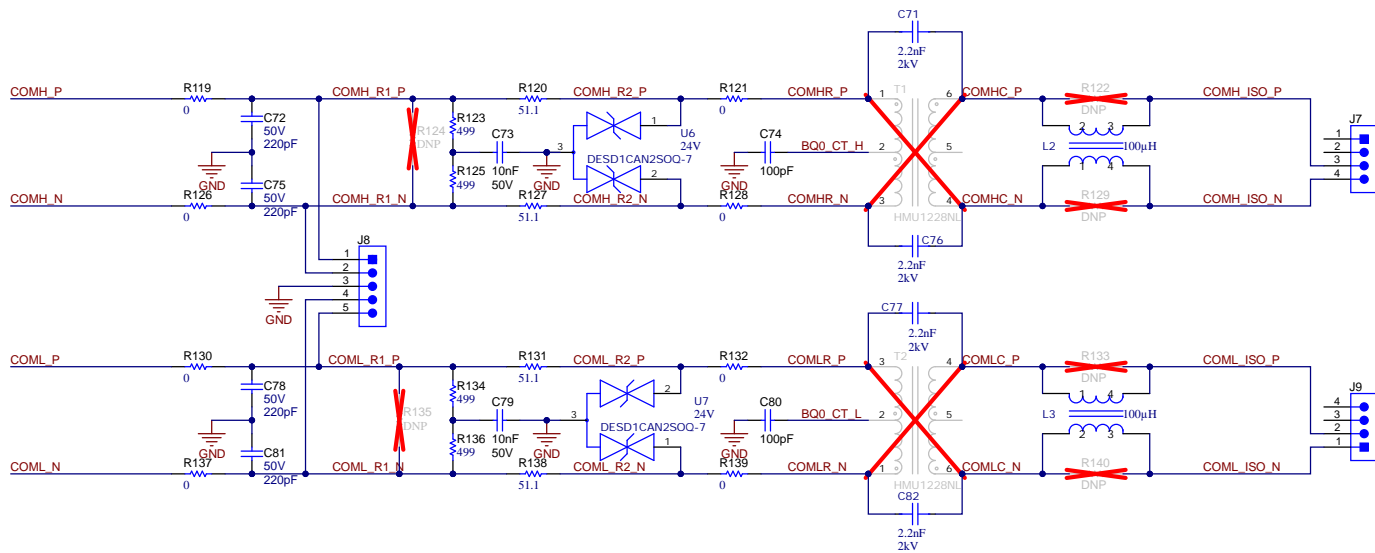 C71
2.2nF
2kV
COMH_P
R119
0
COMH_R1_P
R120
51.1
COMH_R2_P
R121
0
COMHR_P
1
T1
6
COMHC_P
R122
DNP
COMH_ISO_P
C72
50V
220pF
R124
DNP
R123
499
C73
10nF
50V
3
1
U6
24V
DESD1CAN2SOQ-7
2
C74
100pF
BQ0_CT_H
2
5
2
3
L2
100µH
1
4
J7
1
2
3
4
GND
GND
GND
C75
50V
220pF
R125
499
COMH_N
R126
0
COMH_R1_N
R127
51.1
COMH_R2_N
R128
0
COMHR_N
3
4
HMU1228NL
COMHC_N
R129
DNP
COMH_ISO_N
C76
2.2nF
2kV
J8
1
2
3
4
5
GND
C77
2.2nF
2kV
COML_P
R130
0
COML_R1_P
R131
51.1
COML_R2_P
R132
0
COMLR_P
3
T2
4
COMLC_P
R133
DNP
COML_ISO_P
C78
50V
220pF
R135
DNP
R134
499
C79
10nF
50V
3
2
U7
24V
DESD1CAN2SOQ-7
1
C80
100pF
BQ0_CT_L
2
5
1
4
L3
100µH
2
3
J9
4
3
2
1
GND
GND
GND
C81
50V
220pF
R136
499
COML_N
R137
0
COML_R1_N
R138
51.1
COML_R2_N
R139
0
COMLR_N
1
6
HMU1228NL
COMLC_N
R140
DNP
COML_ISO_N
C82
2.2nF
2kV